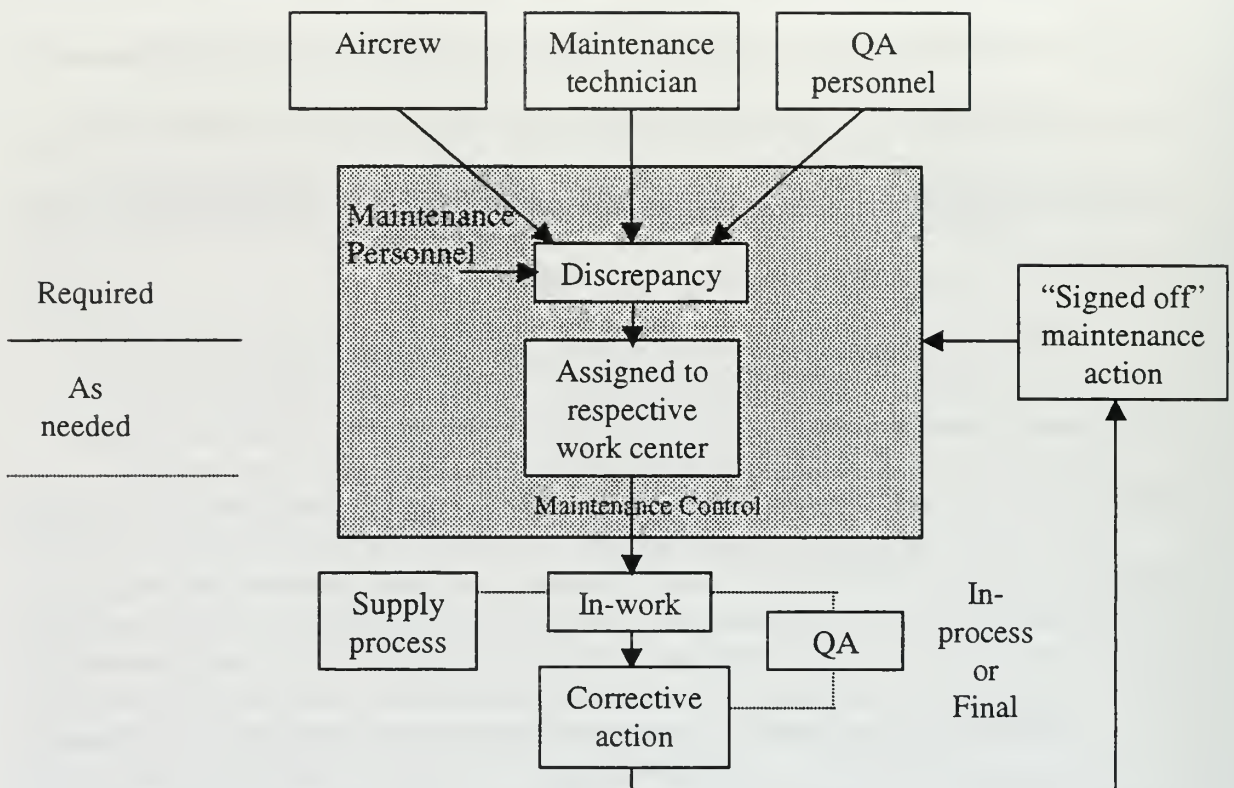 Aircrew
Maintenance
technician
QA
personnel
Maintenance
Personnel
Discrepancy
Required
“Signed off”
maintenance
action
As
needed
Assigned to
respective
work center
Maintenance Control
Supply
process
In-work
QA
In-
process
or
Final
Corrective
action